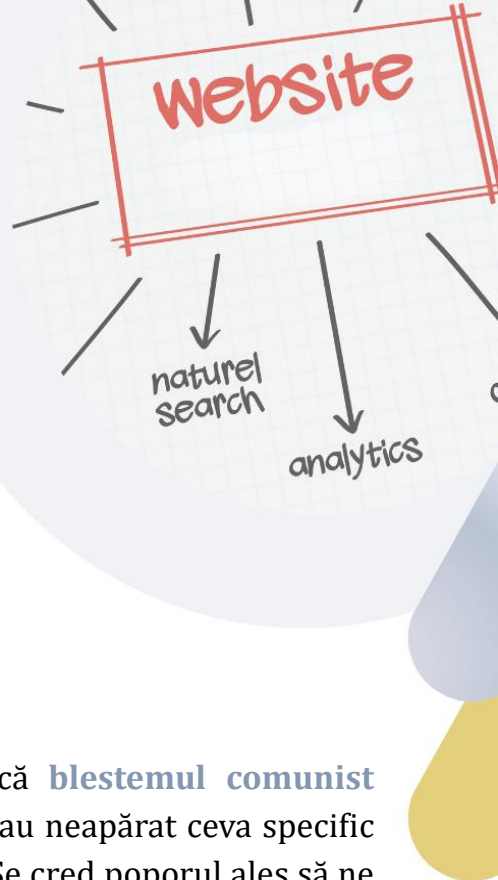 website
naturel
search
analytics
că blestemul comunist
au neapărat ceva specific
Se cred poporul ales să ne